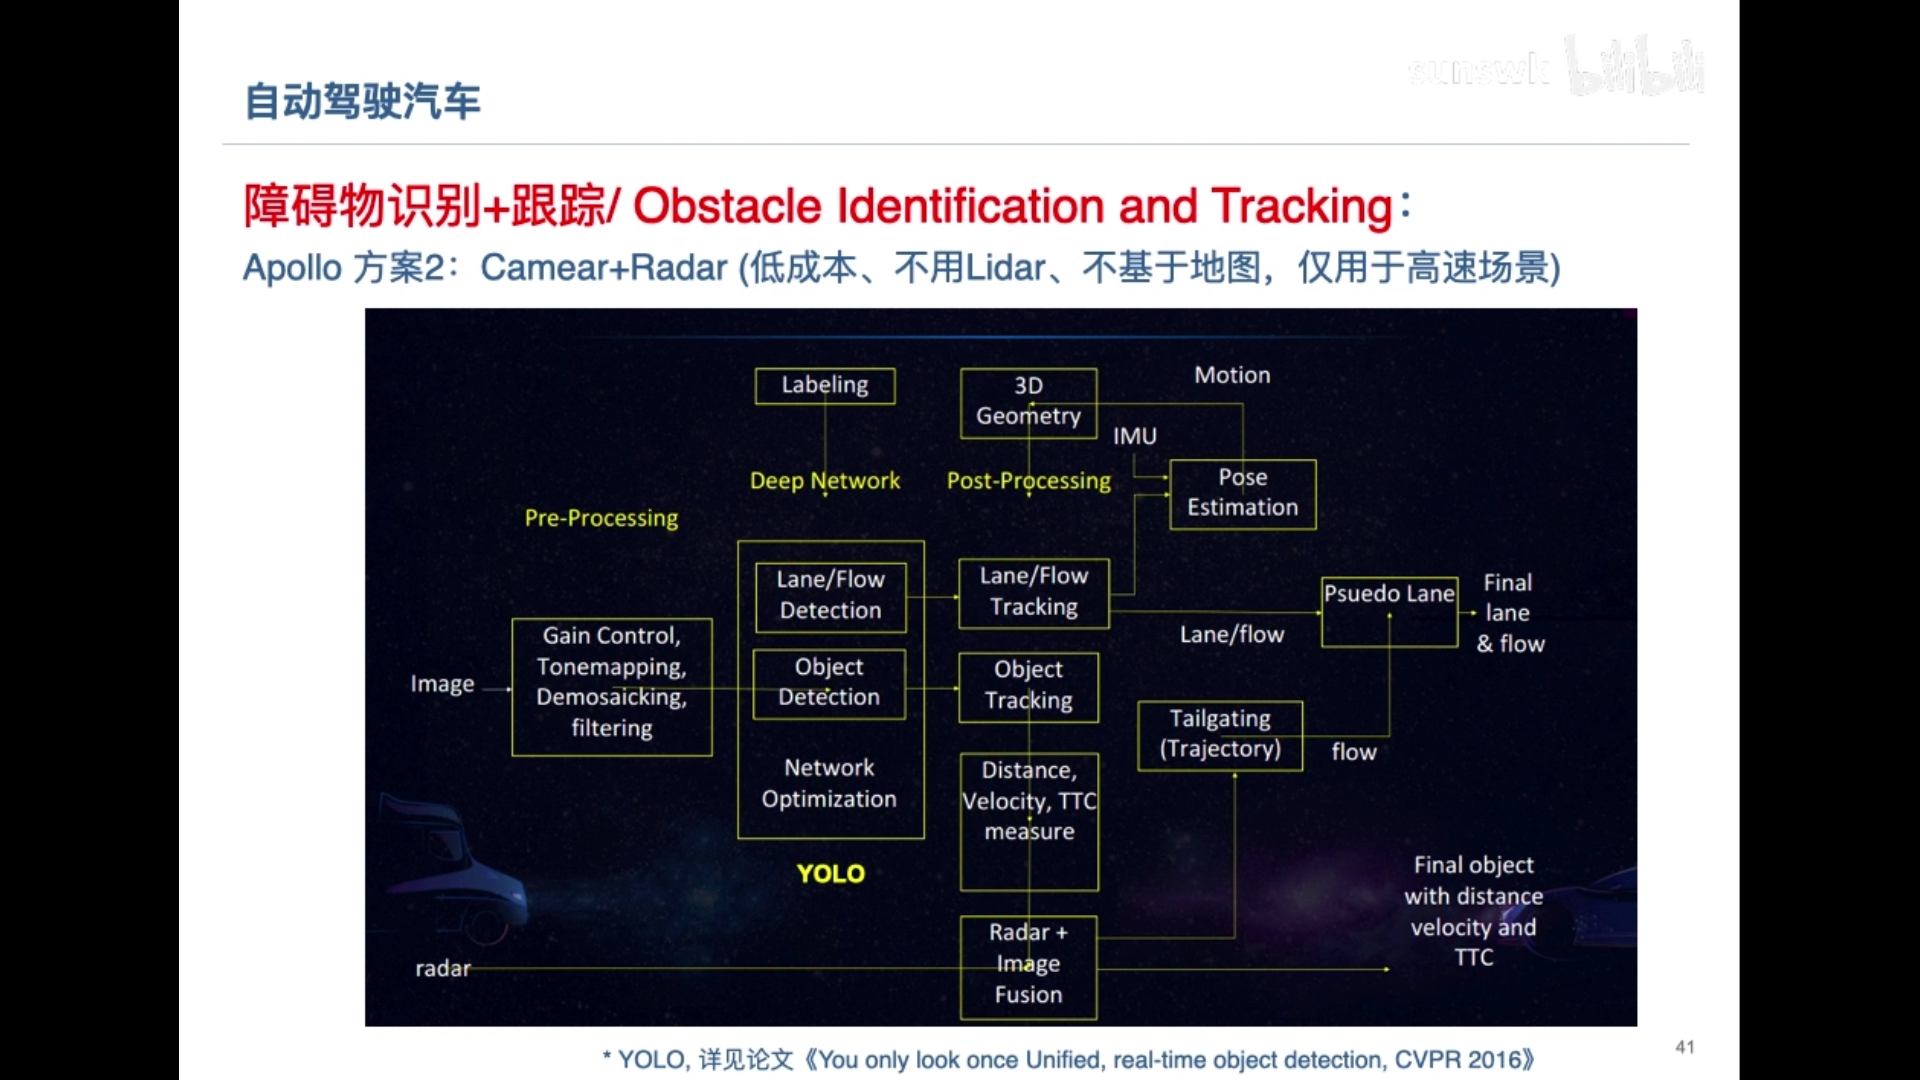 sunswk bilibili
自动驾驶汽车
障碍物识别+跟踪/ Obstacle Identification and Tracking：
Apollo 方案2：Camear+Radar (低成本、不用Lidar、不基于地图，仅用于高速场景)
Labeling
3D
Geometry
Motion
IMU
Deep Network
Post-Processing
Pose
Estimation
Pre-Processing
Lane/Flow
Detection
Lane/Flow
Tracking
Psuedo Lane
Final
lane
& flow
Lane/flow
Image
Gain Control,
Tonemapping,
Demosaicking,
filtering
Object
Detection
Object
Tracking
Tailgating
(Trajectory)
flow
Network
Optimization
Distance,
Velocity, TTC
measure
YOLO
Final object
with distance
velocity and
TTC
radar
Radar +
Image
Fusion
* YOLO, 详见论文《You only look once Unified, real-time object detection, CVPR 2016》
41